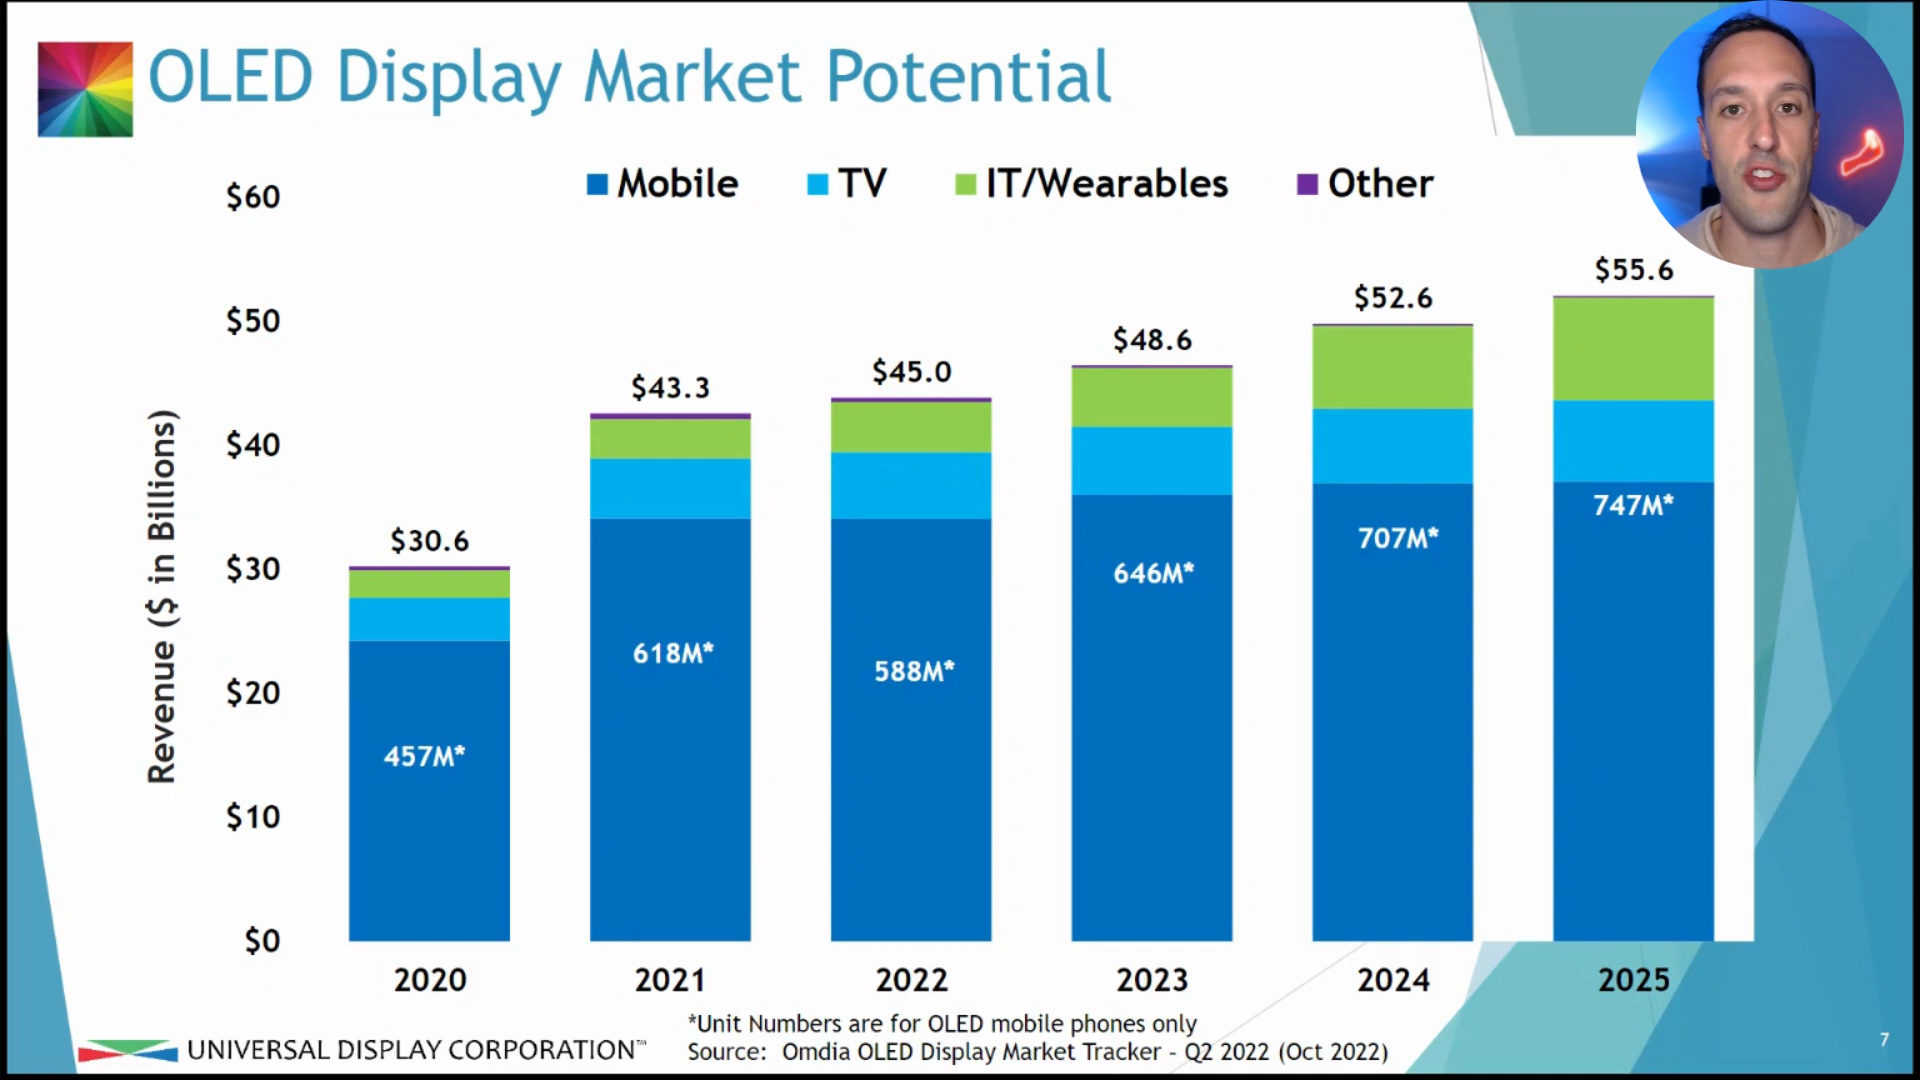 OLED Display Market Potential
Mobile TV IT/Wearables Other
Revenue ($ in Billions)
$60
$50
$40
$30
$20
$10
$0
$30.6
$43.3
$45.0
$48.6
$52.6
$55.6
457M*
618M*
588M*
646M*
707M*
747M*
2020 2021 2022 2023 2024 2025
*Unit Numbers are for OLED mobile phones only
Source: Omdia OLED Display Market Tracker - Q2 2022 (Oct 2022)
UNIVERSAL DISPLAY CORPORATION™
7